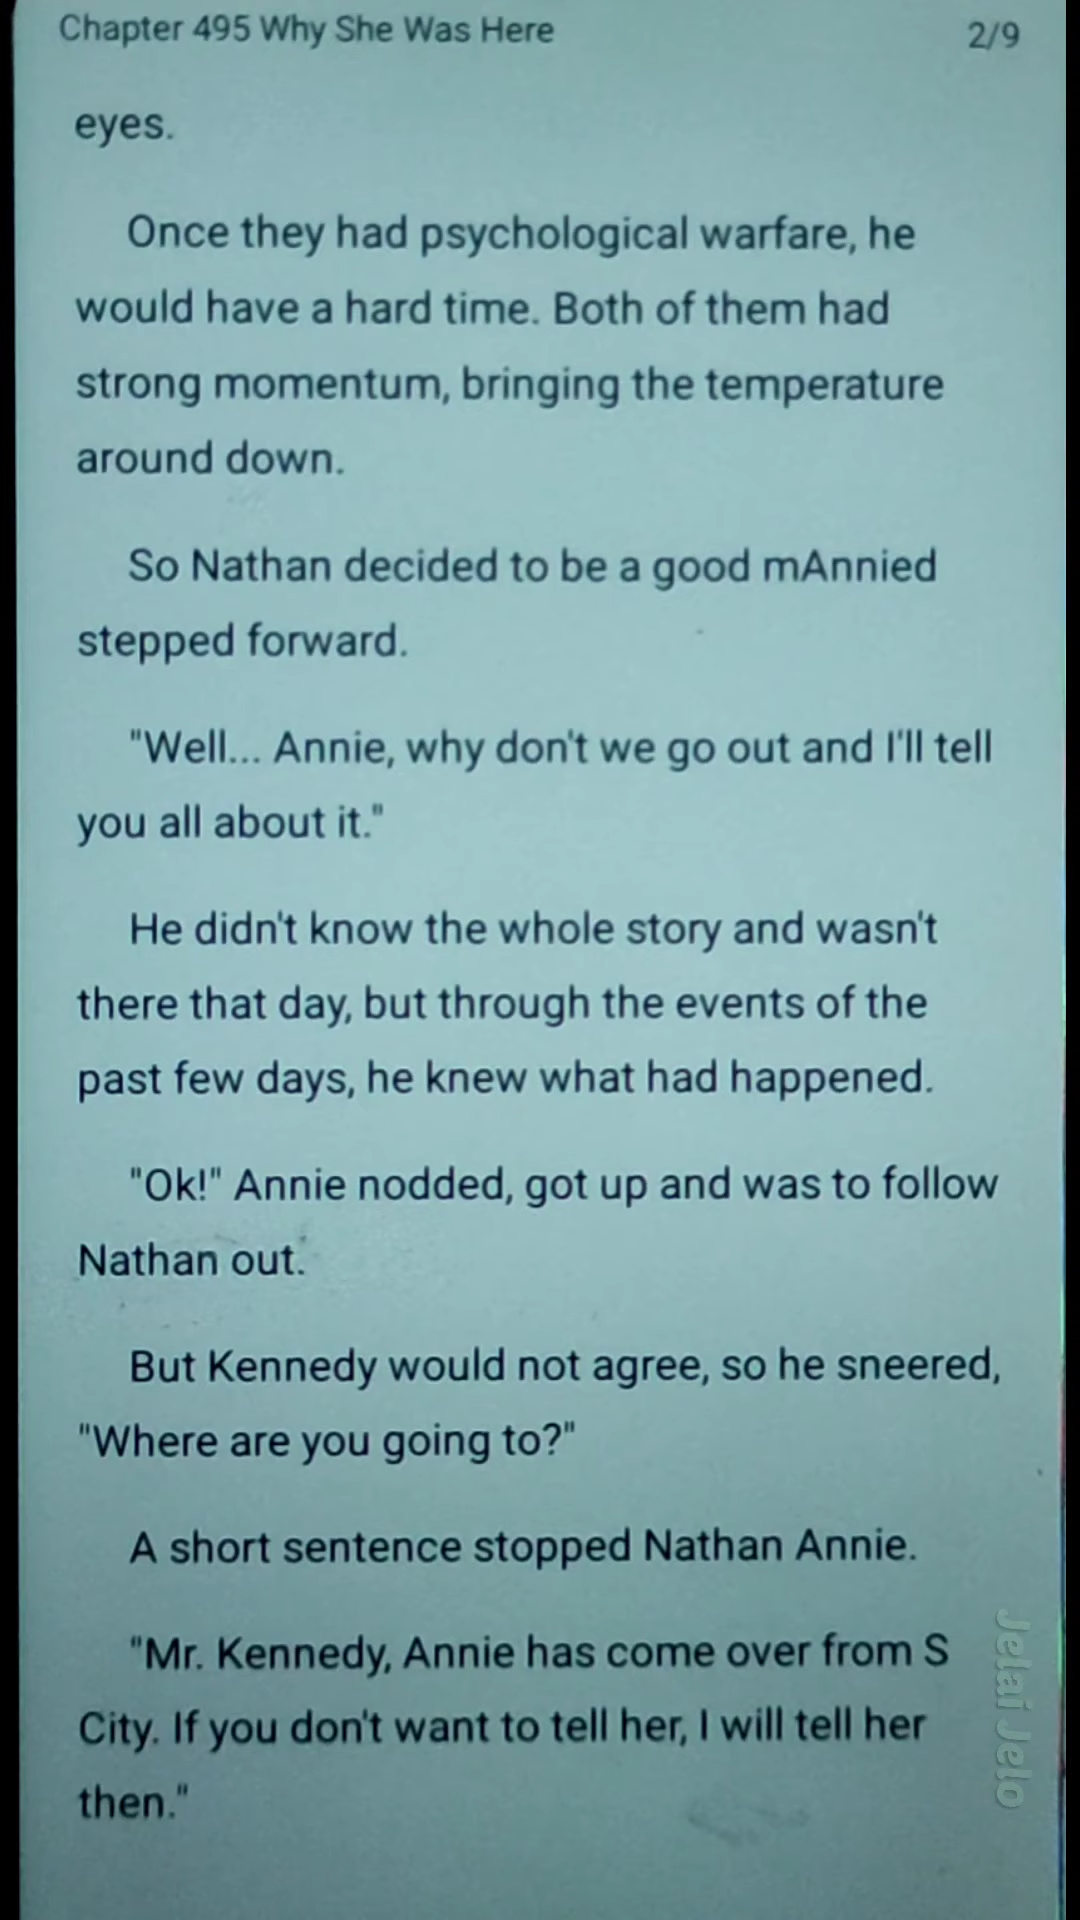 Chapter 495 Why She Was Here 2/9
eyes.
Once they had psychological warfare, he
would have a hard time. Both of them had
strong momentum, bringing the temperature
around down.
So Nathan decided to be a good mAnnied
stepped forward.
"Well... Annie, why don't we go out and I'll tell
you all about it."
He didn't know the whole story and wasn't
there that day, but through the events of the
past few days, he knew what had happened.
"Ok!" Annie nodded, got up and was to follow
Nathan out.
But Kennedy would not agree, so he sneered,
"Where are you going to?"
A short sentence stopped Nathan Annie.
"Mr. Kennedy, Annie has come over from S
City. If you don't want to tell her, I will tell her
then."
Jelai Jelo